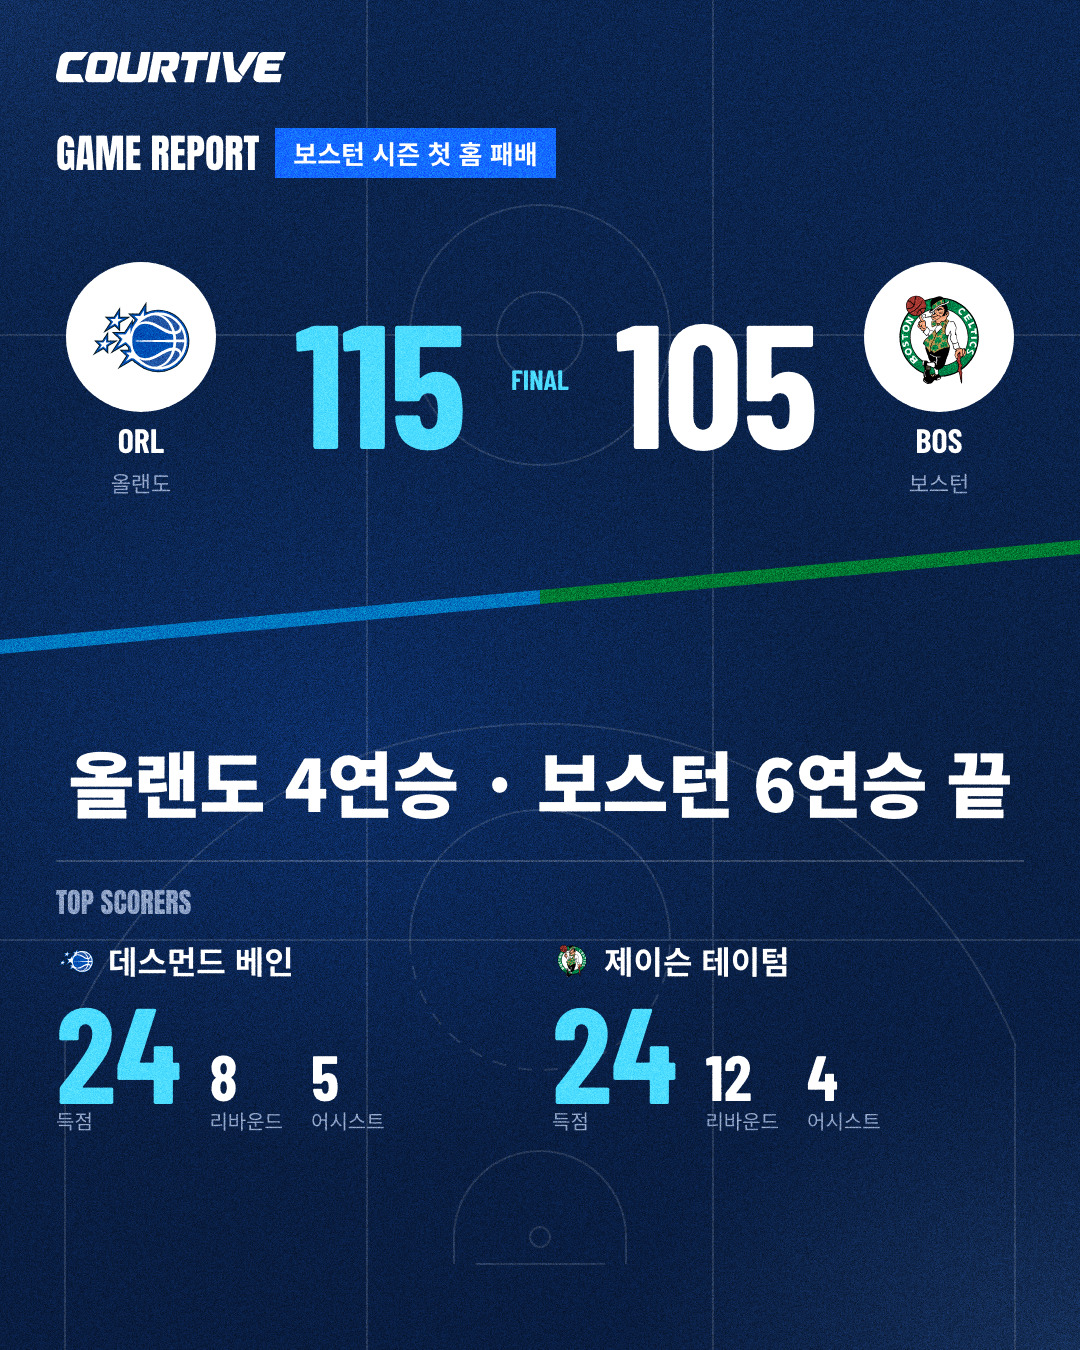 COURTIVE
GAME REPORT 보스턴 시즌 첫 홈 패배
115 FINAL 105
BOSTON CELTICS
ORL BOS
올랜도 보스턴
올랜도 4연승 · 보스턴 6연승 끝
TOP SCORERS
데스먼드 베인 제이슨 테이텀
24 8 5 24 12 4
득점 리바운드 어시스트 득점 리바운드 어시스트